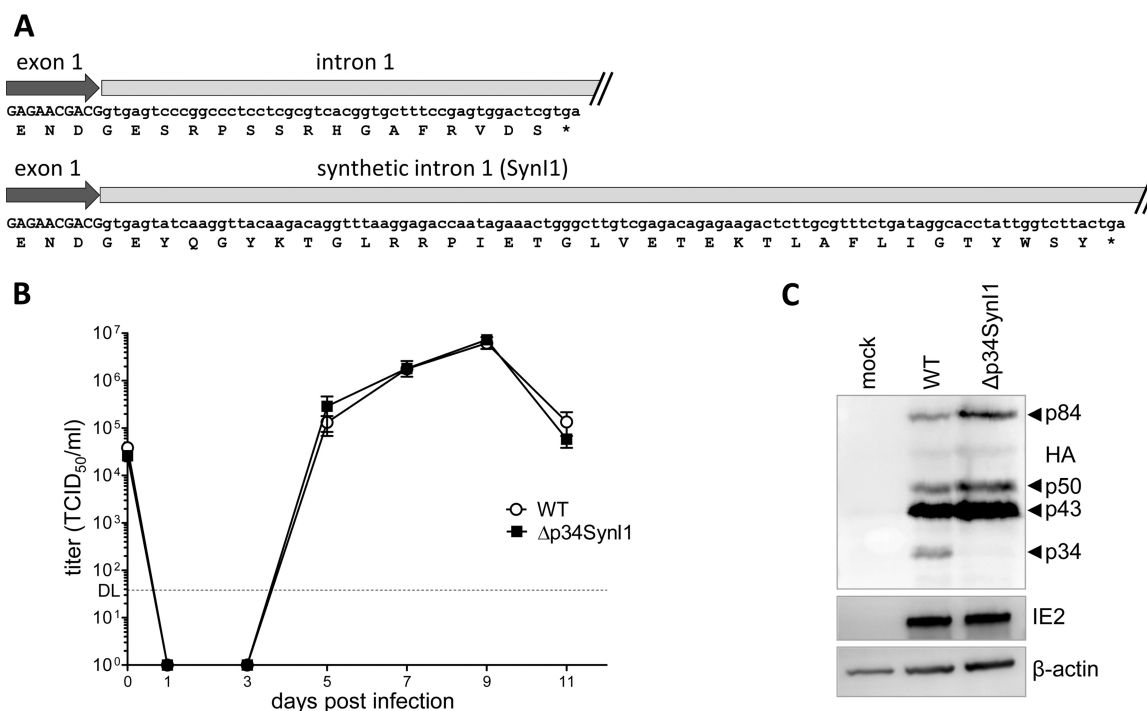 A
exon 1 intron 1
GAGAACGACGgtgagtcccggccctcctcgcgtcacggtgctttccgagtggactcgtga
E N D G E S R P S S R H G A F R V D S *
exon 1 synthetic intron 1 (SynI1)
GAGAACGACGgtgagtatcaaggttacaagacaggtttaaggagaccaatagaaactgggcttgtcgagacagagaagactcttgcgtttctgataggcacctattggtcttactga
E N D G E Y Q G Y K T G L R R P I E T G L V E T E K T L A F L I G T Y W S Y *
B
titer (TCID50/ml)
10⁷
10⁶
10⁵
10⁴
10³
10²
DL
10¹
10⁰
0 1 3 5 7 9 11
days post infection
WT
Δp34SynI1
C
mock
WT
Δp34SynI1
p84
HA
p50
p43
p34
IE2
β-actin